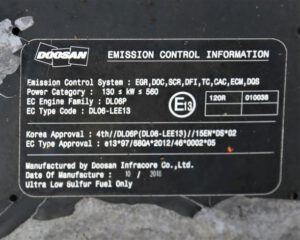 DOOSAN
EMISSION CONTROL INFORMATION
Emission Control System : EGR,DOC,SCR,DFI,TC,CAC,ECM,DGS
Power Category : 130 ≤ kW ≤ 560
EC Engine Family : DL06P
EC Type Code : DL06-LEE13
E13
120R 010036
Korea Approval : 4th//DL06P(DL06-LEE13)//15EN*DS*02
EC Type Approval : e13*97/68QA*2012/46*0002*05
Manufactured by Doosan Infracore Co.,Ltd.
Date of Manufacture : 10 / 2018
Ultra Low Sulfur Fuel Only